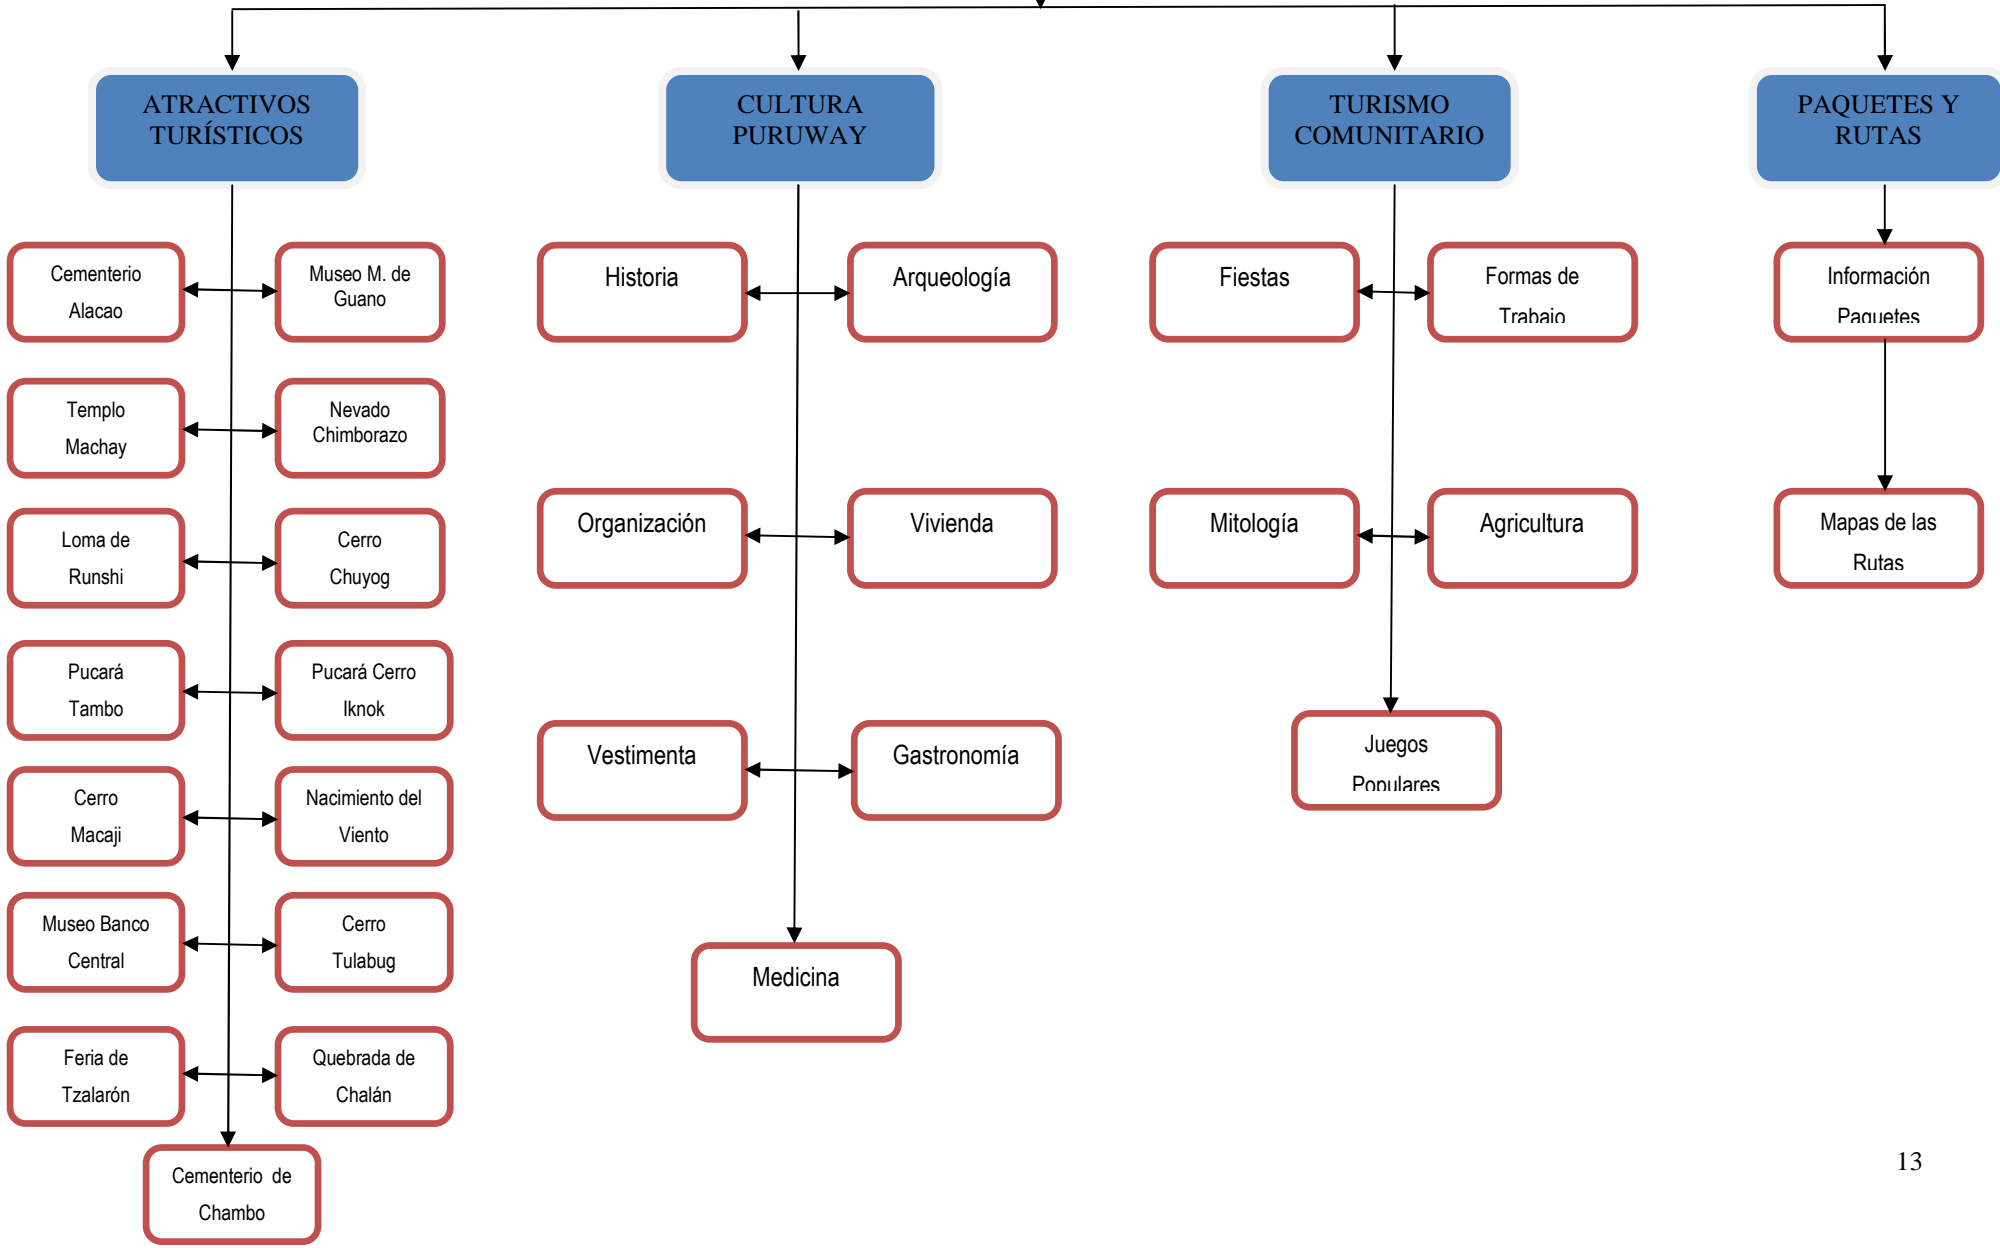 ATRACTIVOS
TURÍSTICOS
CULTURA
PURUWAY
TURISMO
COMUNITARIO
PAQUETES Y
RUTAS
Cementerio
Alacao
Museo M. de
Guano
Historia
Arqueología
Fiestas
Formas de
Trabajo
Información
Paquetes
Templo
Machay
Nevado
Chimborazo
Organización
Vivienda
Mitología
Agricultura
Mapas de las
Rutas
Loma de
Runshi
Cerro
Chuyog
Pucará
Tambo
Pucará Cerro
Iknok
Vestimenta
Gastronomía
Juegos
Populares
Cerro
Macaji
Nacimiento del
Viento
Museo Banco
Central
Cerro
Tulabug
Medicina
Feria de
Tzalarón
Quebrada de
Chalán
Cementerio de
Chambo
13